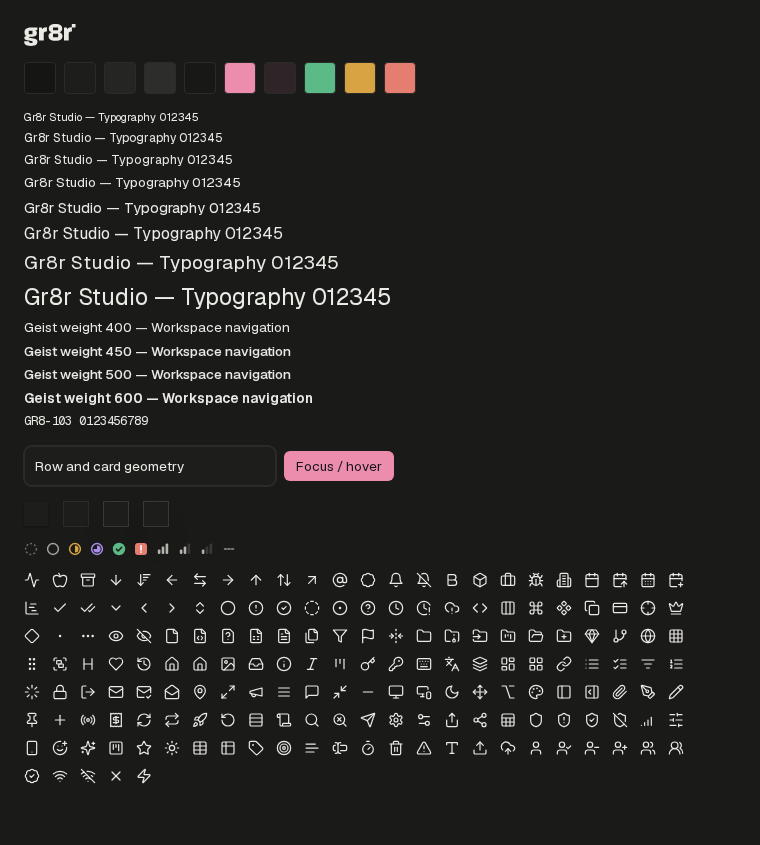 gr8r
Gr8r Studio — Typography 012345
Gr8r Studio — Typography 012345
Gr8r Studio — Typography 012345
Gr8r Studio — Typography 012345
Gr8r Studio — Typography 012345
Gr8r Studio — Typography 012345
Gr8r Studio — Typography 012345
Gr8r Studio — Typography 012345
Geist weight 400 — Workspace navigation
Geist weight 450 — Workspace navigation
Geist weight 500 — Workspace navigation
Geist weight 600 — Workspace navigation
GR8-103 0123456789
Row and card geometry
Focus / hover